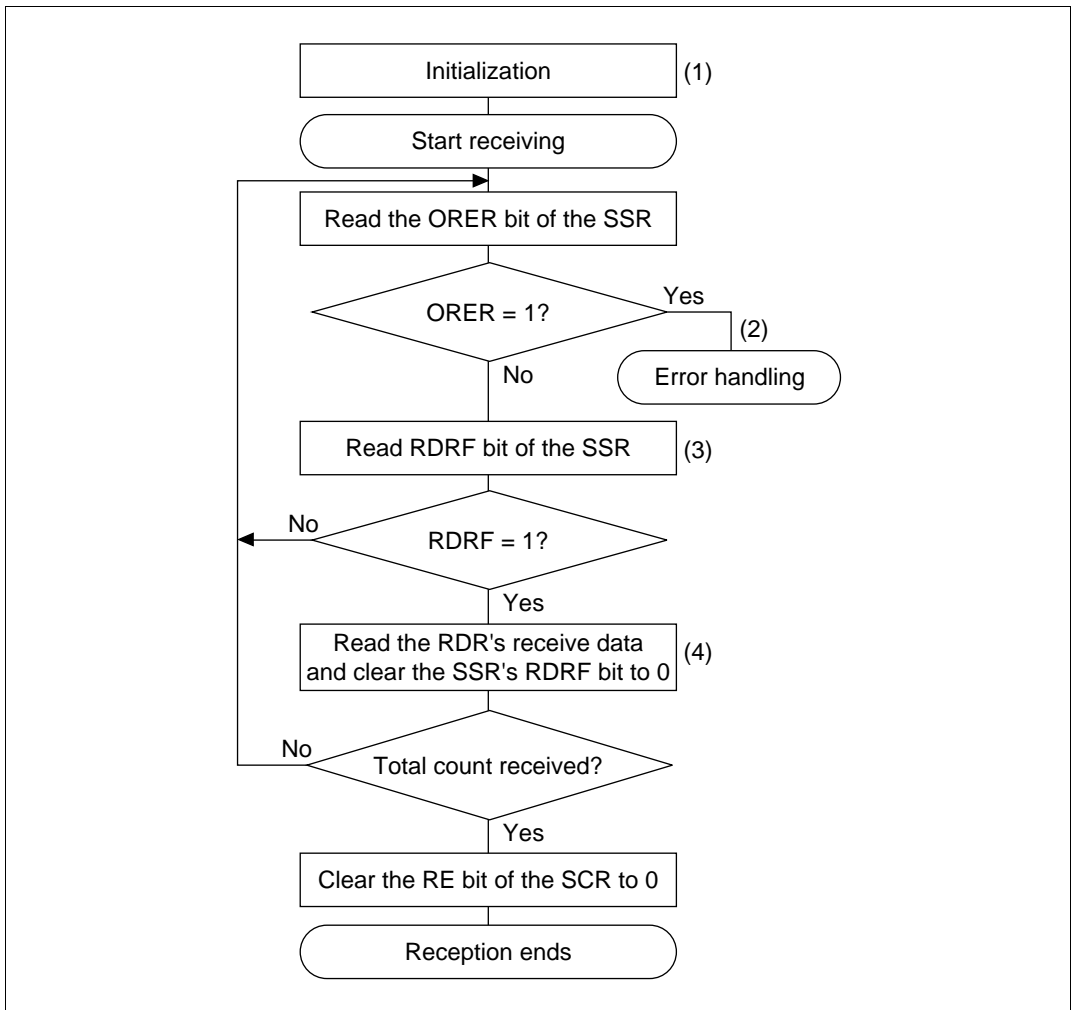 Initialization
(1)
Start receiving
Read the ORER bit of the SSR
ORER = 1?
Yes
(2)
Error handling
No
Read RDRF bit of the SSR
(3)
No
RDRF = 1?
Yes
Read the RDR's receive data
and clear the SSR's RDRF bit to 0
(4)
No
Total count received?
Yes
Clear the RE bit of the SCR to 0
Reception ends